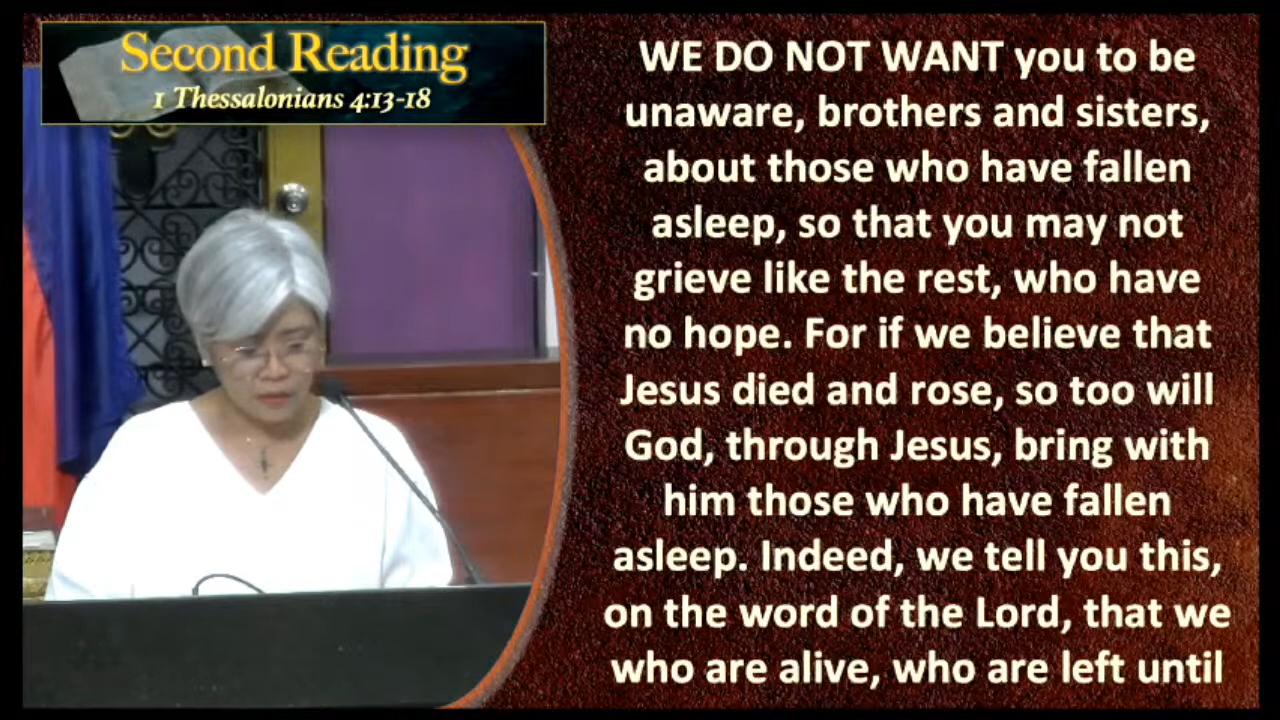 Second Reading
1 Thessalonians 4:13-18
WE DO NOT WANT you to be
unaware, brothers and sisters,
about those who have fallen
asleep, so that you may not
grieve like the rest, who have
no hope. For if we believe that
Jesus died and rose, so too will
God, through Jesus, bring with
him those who have fallen
asleep. Indeed, we tell you this,
on the word of the Lord, that we
who are alive, who are left until